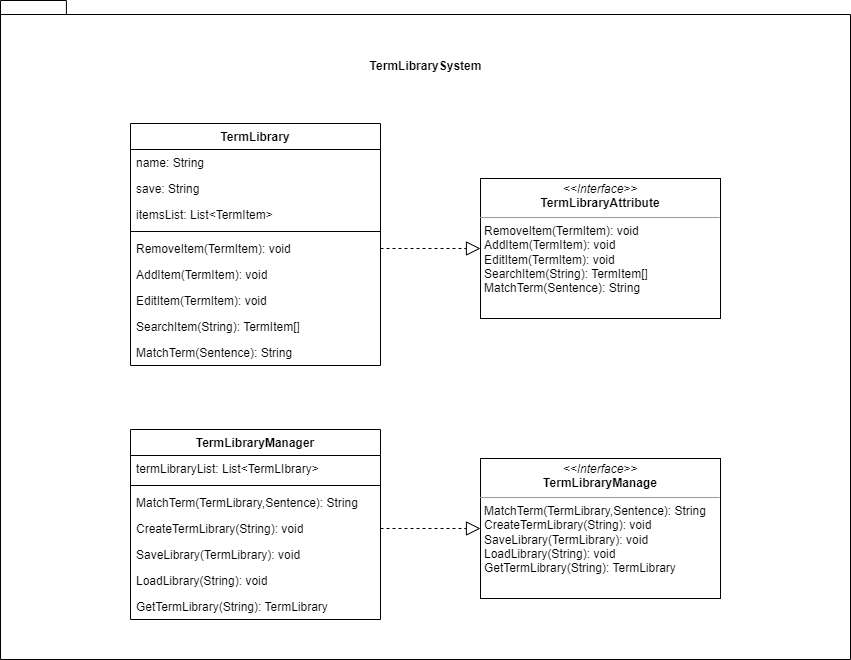 TermLibrarySystem
TermLibrary
name: String
save: String
itemsList: List<TermItem>
RemoveItem(TermItem): void
AddItem(TermItem): void
EditItem(TermItem): void
SearchItem(String): TermItem[]
MatchTerm(Sentence): String
<<Interface>>
TermLibraryAttribute
RemoveItem(TermItem): void
AddItem(TermItem): void
EditItem(TermItem): void
SearchItem(String): TermItem[]
MatchTerm(Sentence): String
TermLibraryManager
termLibraryList: List<TermLIbrary>
MatchTerm(TermLibrary,Sentence): String
CreateTermLibrary(String): void
SaveLibrary(TermLibrary): void
LoadLibrary(String): void
GetTermLibrary(String): TermLibrary
<<Interface>>
TermLibraryManage
MatchTerm(TermLibrary,Sentence): String
CreateTermLibrary(String): void
SaveLibrary(TermLibrary): void
LoadLibrary(String): void
GetTermLibrary(String): TermLibrary